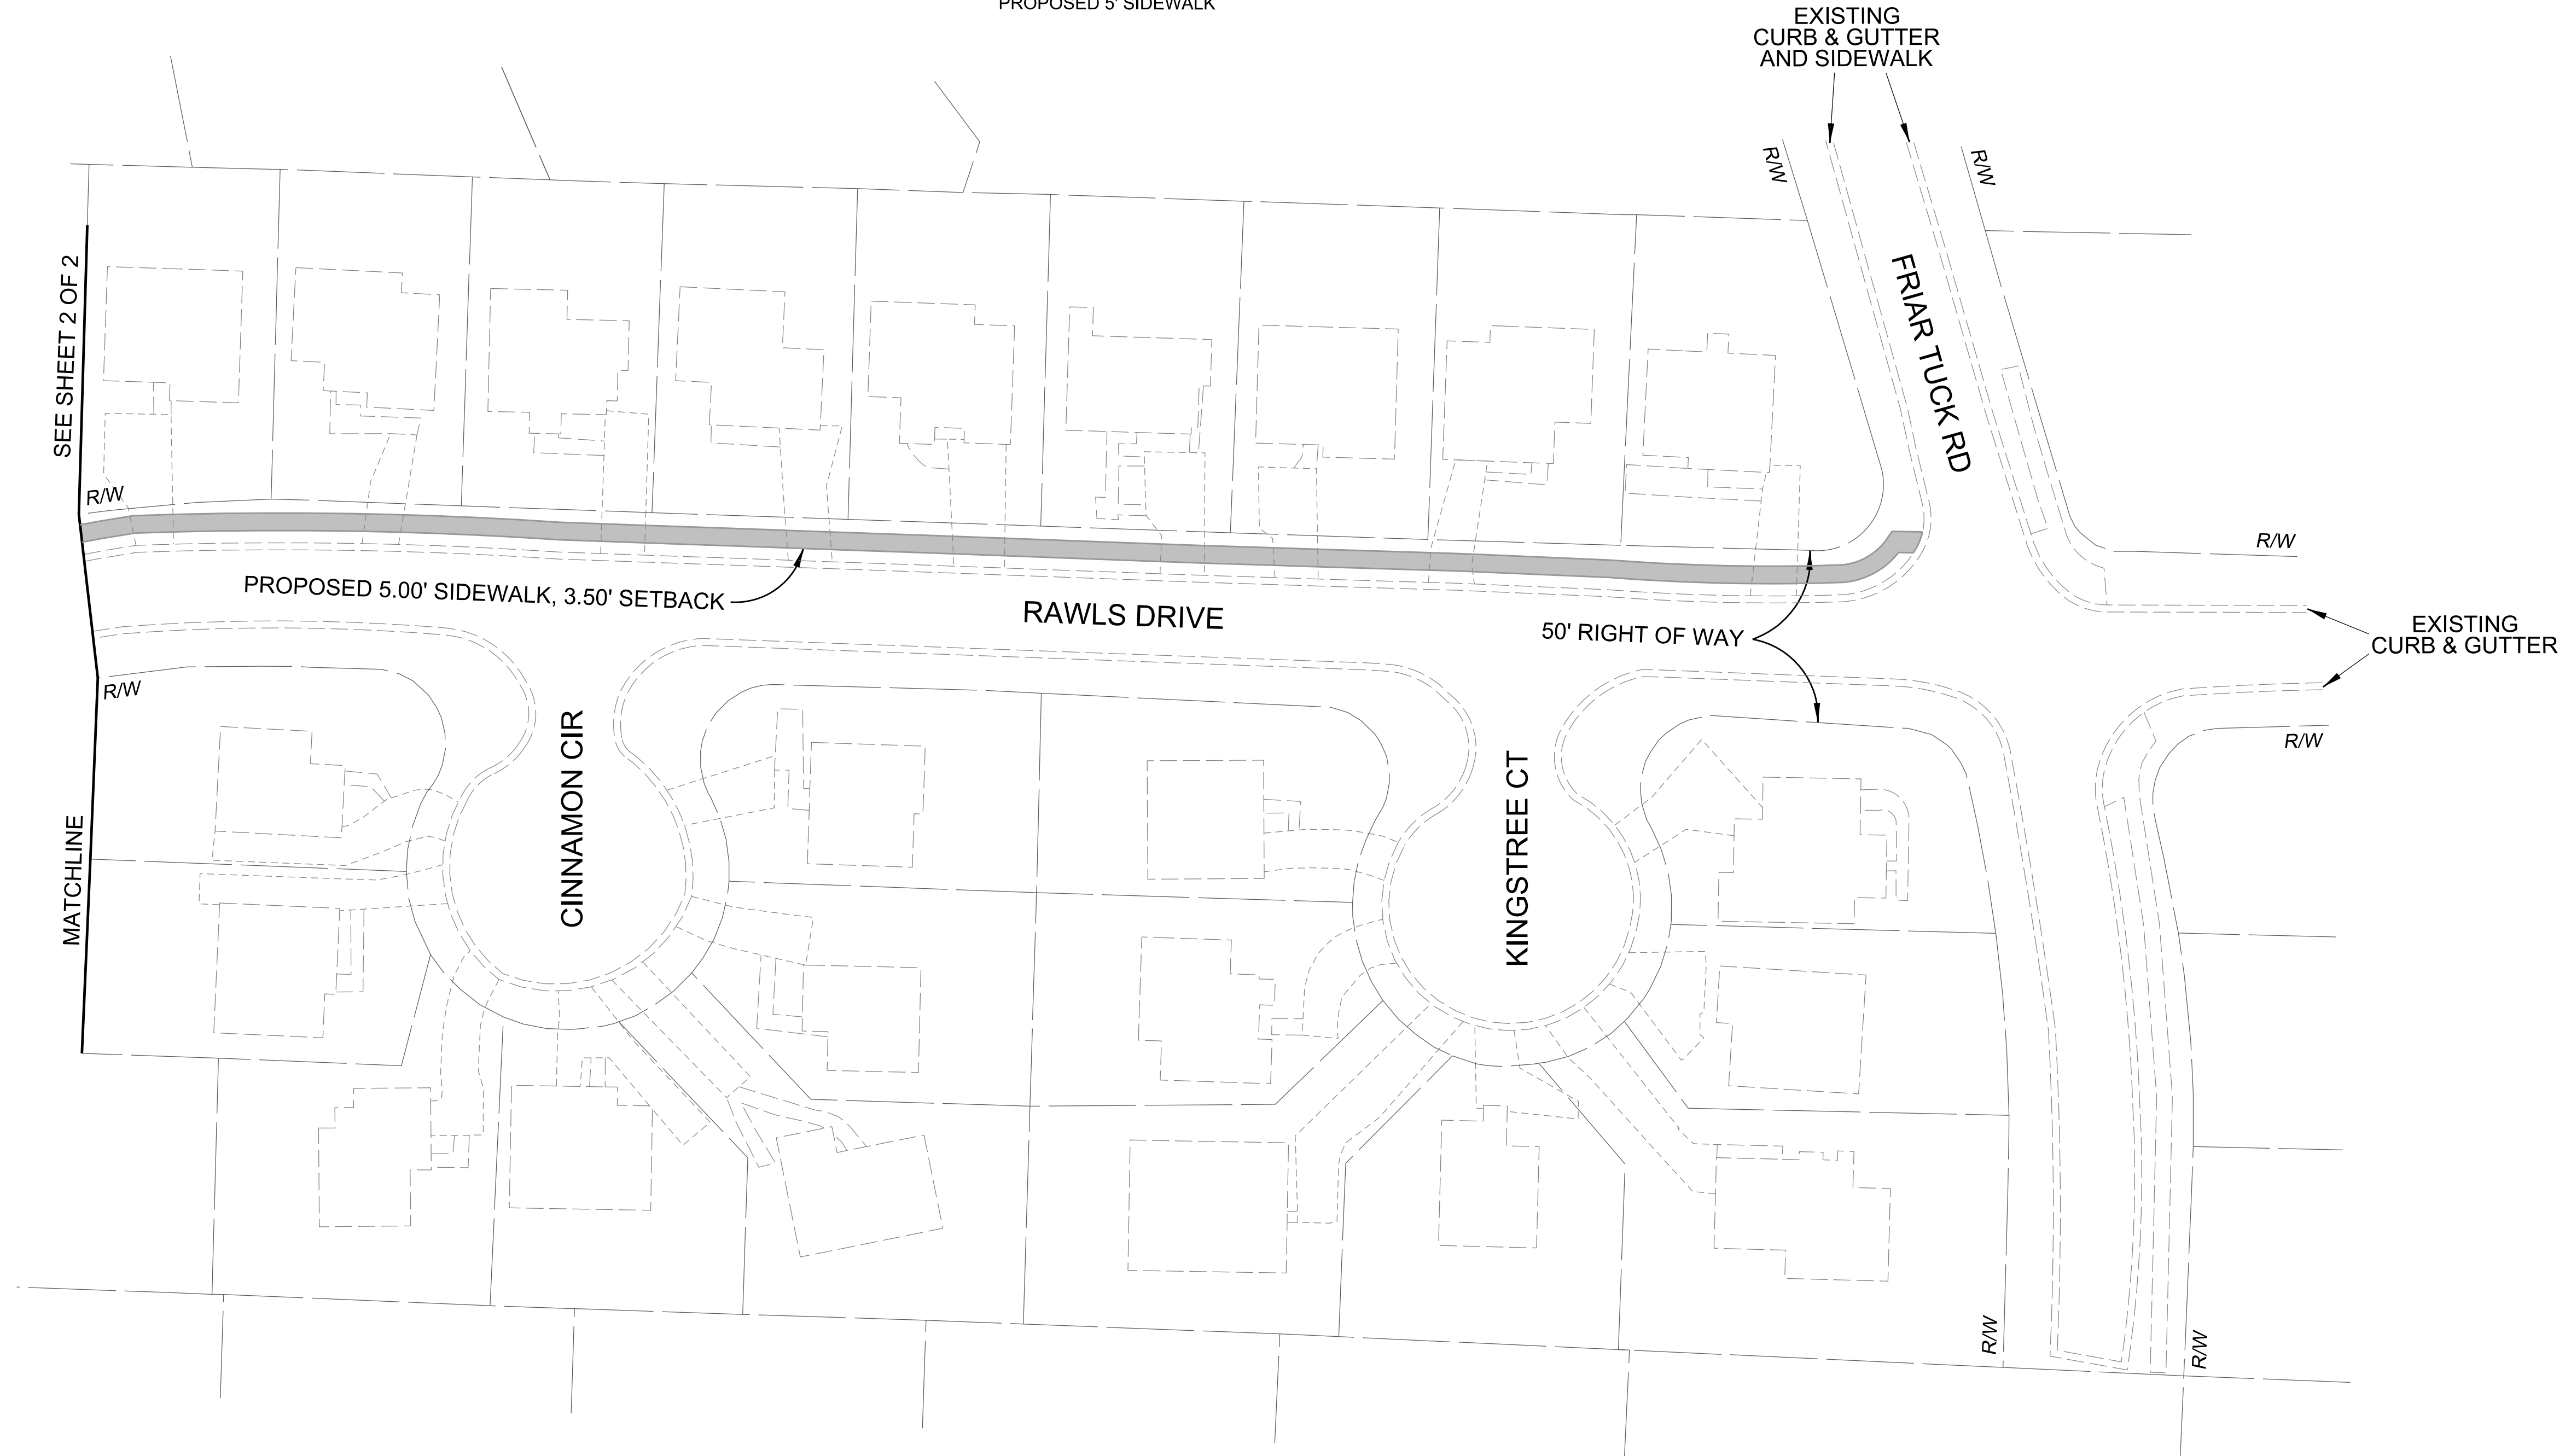 PROPOSED 5' SIDEWALK
EXISTING
CURB & GUTTER
AND SIDEWALK
R/W
R/W
FRIAR TUCK RD
SEE SHEET 2 OF 2
R/W
R/W
PROPOSED 5.00' SIDEWALK, 3.50' SETBACK
RAWLS DRIVE
50' RIGHT OF WAY
EXISTING
CURB & GUTTER
R/W
R/W
CINNAMON CIR
KINGSTREE CT
MATCHLINE
R/W
R/W